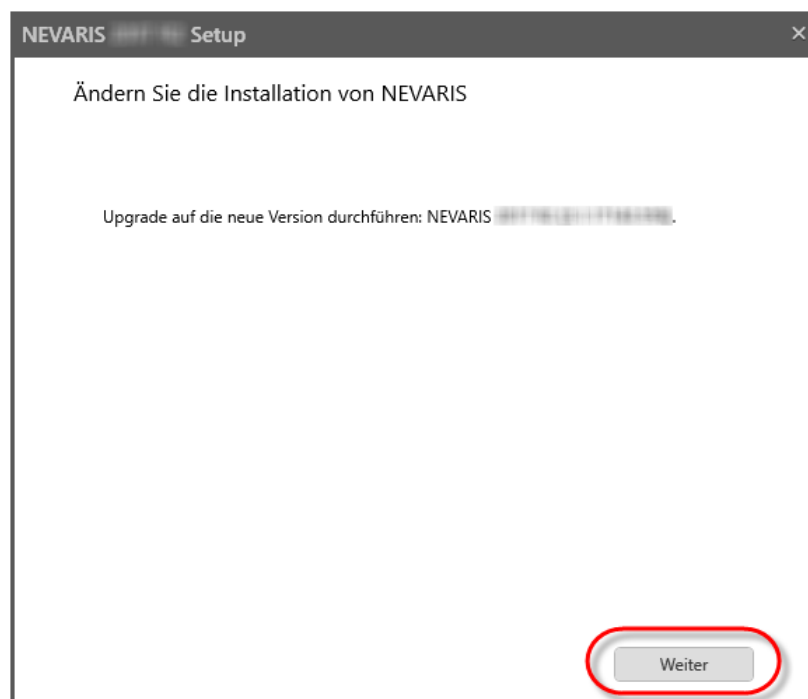 NEVARIS Setup
Ändern Sie die Installation von NEVARIS
Upgrade auf die neue Version durchführen: NEVARIS .
Weiter